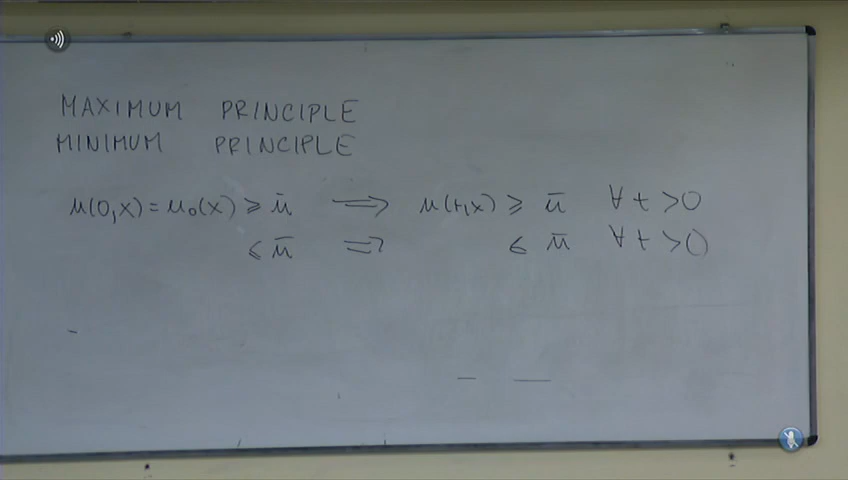 MAXIMUM PRINCIPLE
MINIMUM PRINCIPLE
u(0,x) = u₀(x) ⩾ ū ⟹ u(t,x) ⩾ ū ∀ t >0
⩽ ū ⟹ ⩽ ū ∀ t >0